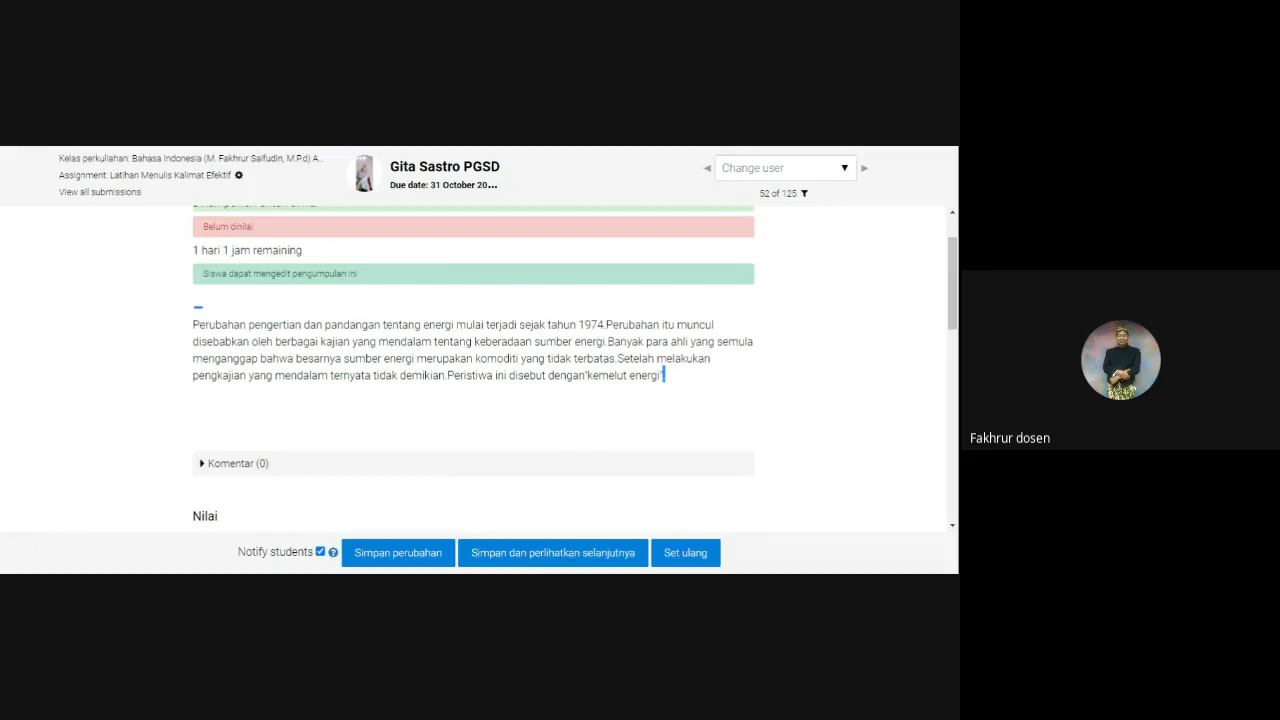 Kelas perkuliahan: Bahasa Indonesia (M. Fakhrur Saifudin, M.P.d) A...
Assignment: Latihan Menulis Kalimat Efektif
View all submissions
Gita Sastro PGSD
Due date: 31 October 20...
Change user
52 of 125
Belum dinilai
1 hari 1 jam remaining
Siswa dapat mengedit pengumpulan ini
Perubahan pengertian dan pandangan tentang energi mulai terjadi sejak tahun 1974.Perubahan itu muncul
disebabkan oleh berbagai kajian yang mendalam tentang keberadaan sumber energi.Banyak para ahli yang semula
menganggap bahwa besarnya sumber energi merupakan komoditi yang tidak terbatas.Setelah melakukan
pengkajian yang mendalam ternyata tidak demikian.Peristiwa ini disebut dengan"kemelut energi"
Komentar (0)
Nilai
Notify students
Simpan perubahan
Simpan dan perlihatkan selanjutnya
Set ulang
Fakhrur dosen